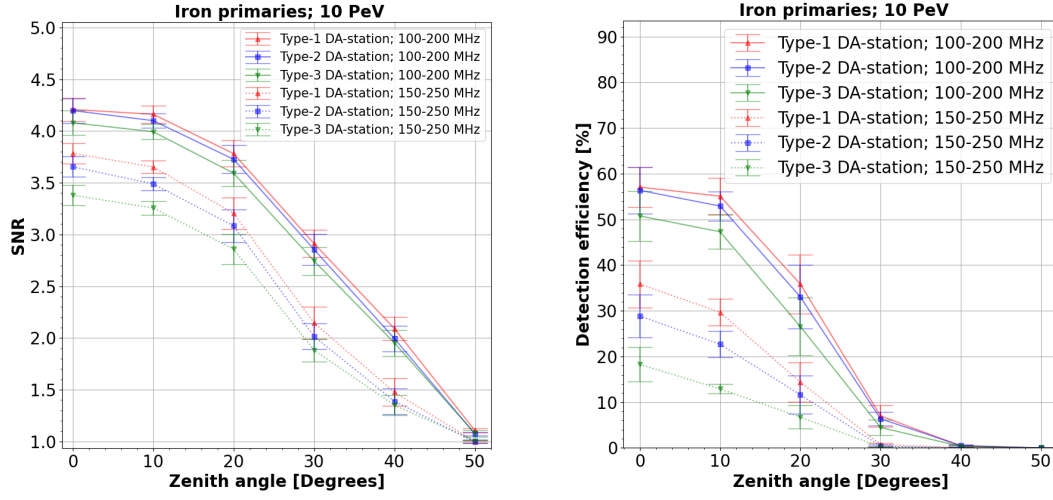 Iron primaries; 10 PeV
5.0
4.5
4.0
3.5
3.0
2.5
2.0
1.5
1.0
SNR
Type-1 DA-station; 100-200 MHz
Type-2 DA-station; 100-200 MHz
Type-3 DA-station; 100-200 MHz
Type-1 DA-station; 150-250 MHz
Type-2 DA-station; 150-250 MHz
Type-3 DA-station; 150-250 MHz
0 10 20 30 40 50
Zenith angle [Degrees]
Iron primaries; 10 PeV
90
80
70
60
50
40
30
20
10
0
Detection efficiency [%]
Type-1 DA-station; 100-200 MHz
Type-2 DA-station; 100-200 MHz
Type-3 DA-station; 100-200 MHz
Type-1 DA-station; 150-250 MHz
Type-2 DA-station; 150-250 MHz
Type-3 DA-station; 150-250 MHz
0 10 20 30 40 50
Zenith angle [Degrees]